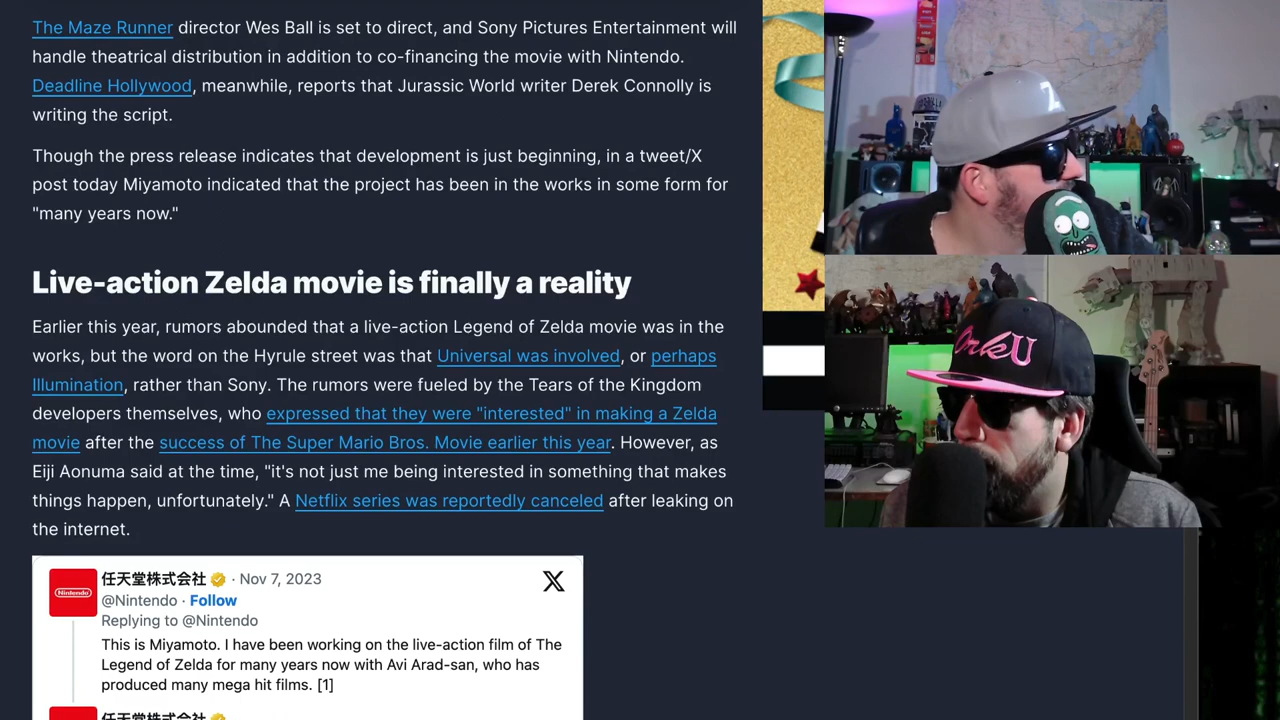 The Maze Runner director Wes Ball is set to direct, and Sony Pictures Entertainment will
handle theatrical distribution in addition to co-financing the movie with Nintendo.
Deadline Hollywood, meanwhile, reports that Jurassic World writer Derek Connolly is
writing the script.
Though the press release indicates that development is just beginning, in a tweet/X
post today Miyamoto indicated that the project has been in the works in some form for
"many years now."
Live-action Zelda movie is finally a reality
Earlier this year, rumors abounded that a live-action Legend of Zelda movie was in the
works, but the word on the Hyrule street was that Universal was involved, or perhaps
Illumination, rather than Sony. The rumors were fueled by the Tears of the Kingdom
developers themselves, who expressed that they were "interested" in making a Zelda
movie after the success of The Super Mario Bros. Movie earlier this year. However, as
Eiji Aonuma said at the time, "it's not just me being interested in something that makes
things happen, unfortunately." A Netflix series was reportedly canceled after leaking on
the internet.
Nintendo
任天堂株式会社 · Nov 7, 2023
@Nintendo · Follow
Replying to @Nintendo
This is Miyamoto. I have been working on the live-action film of The
Legend of Zelda for many years now with Avi Arad-san, who has
produced many mega hit films. [1]
任天堂株式会社
OrkU